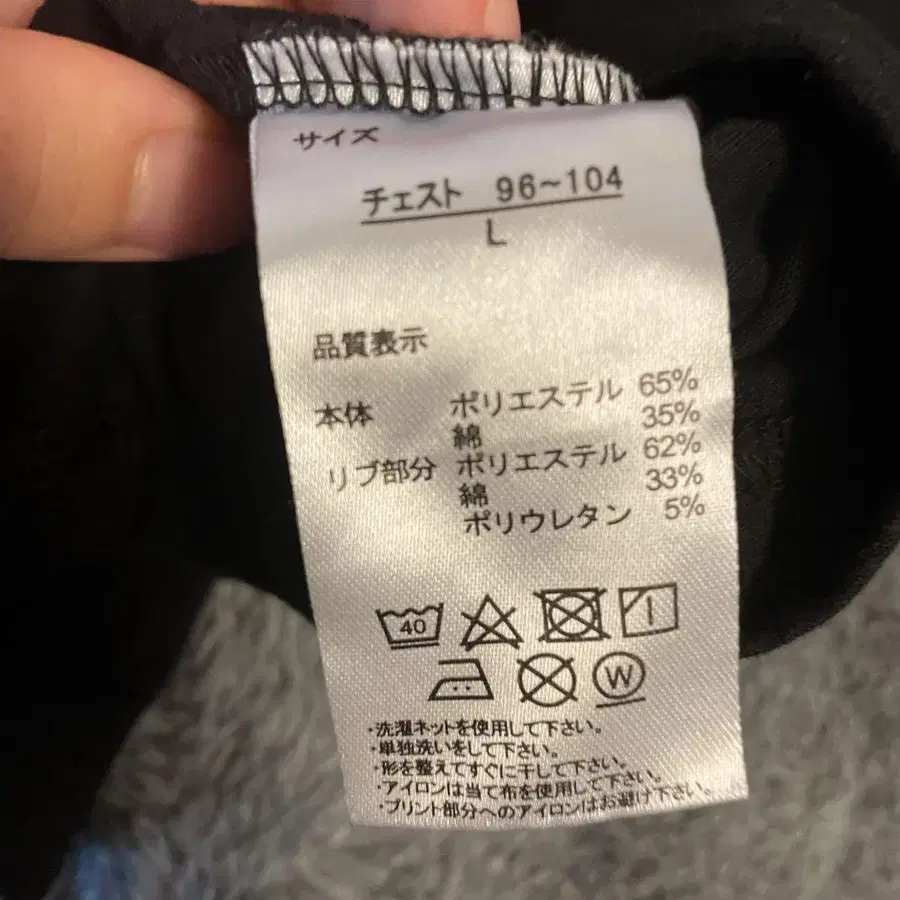 サイズ
チェスト 96~104
L
品質表示
本体 ポリエステル 65%
綿 35%
リブ部分 ポリエステル 62%
綿 33%
ポリウレタン 5%
40
W
・洗濯ネットを使用して下さい。
・単独洗いをして下さい。
・形を整えてすぐに干して下さい。
・アイロンは当て布を使用して下さい。
・プリント部分へのアイロンはお避け下さい。